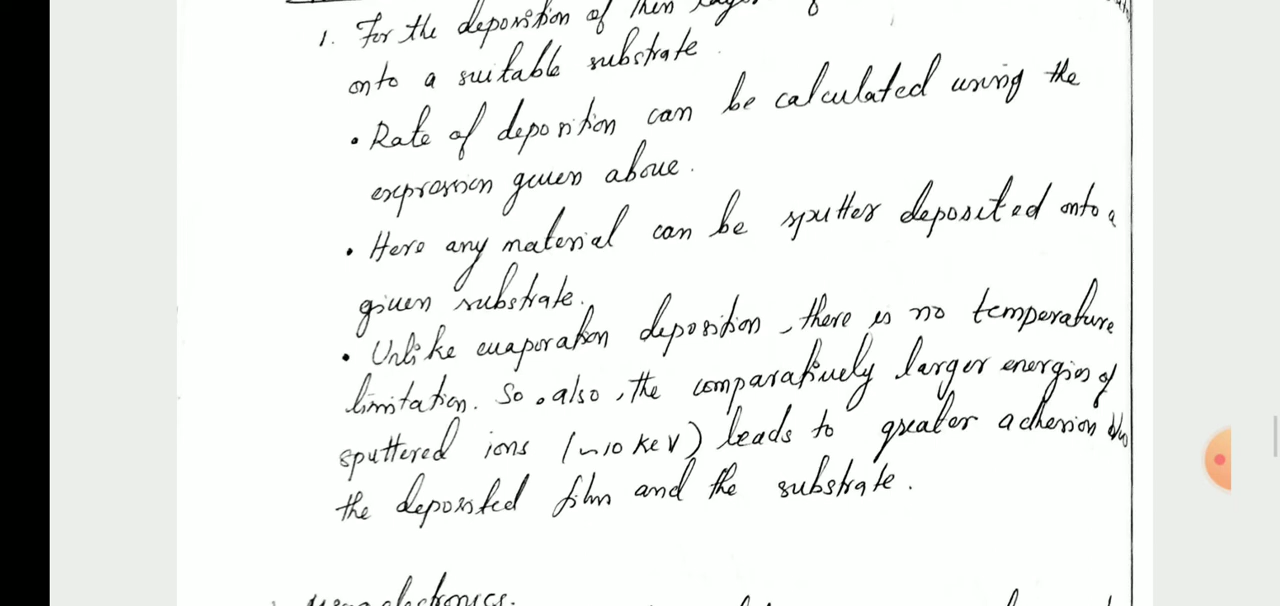 1. For the deposition of thin
onto a suitable substrate.
• Rate of deposition can be calculated using the
expression given above.
• Here any material can be sputter deposited onto a
given substrate.
• Unlike evaporation deposition, there is no temperature
limitation. So also, the comparatively larger energies of
sputtered ions (~10 keV) leads to greater adhesion b/w
the deposited film and the substrate.
electronics.